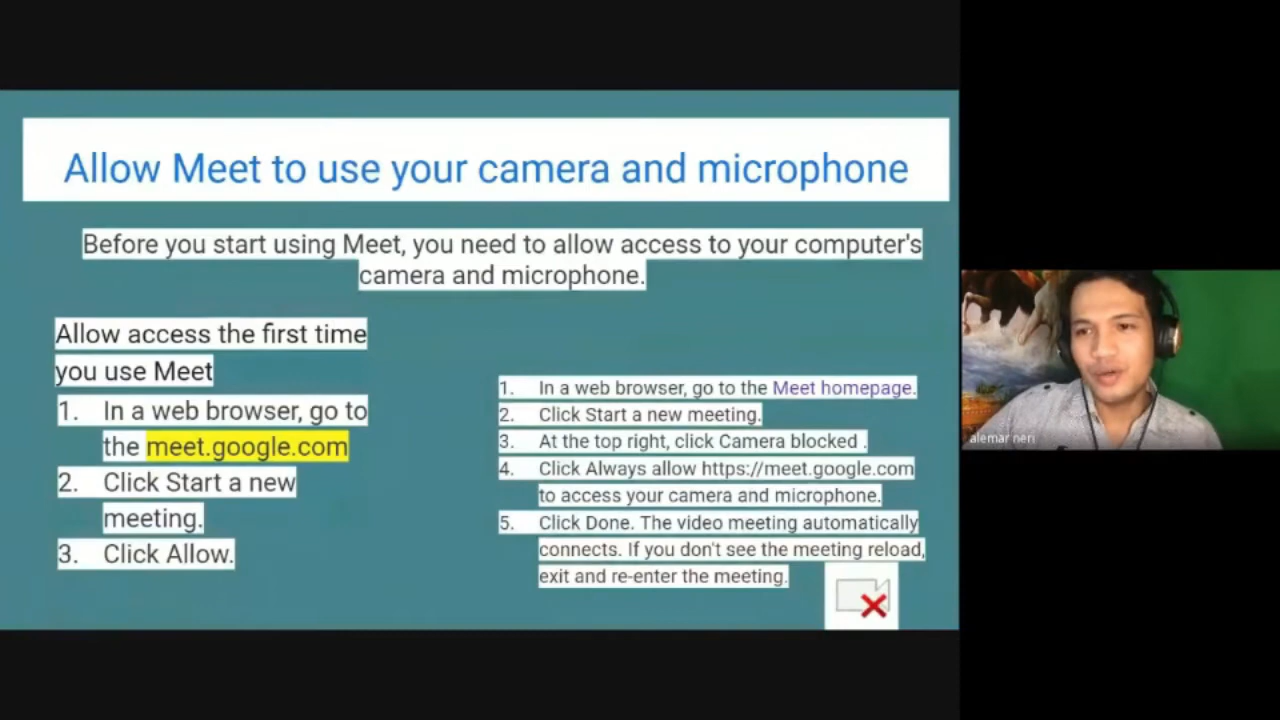 Allow Meet to use your camera and microphone
Before you start using Meet, you need to allow access to your computer's
camera and microphone.
Allow access the first time
you use Meet
1. In a web browser, go to
the meet.google.com
2. Click Start a new
meeting.
3. Click Allow.
1. In a web browser, go to the Meet homepage.
2. Click Start a new meeting.
3. At the top right, click Camera blocked .
4. Click Always allow https://meet.google.com
to access your camera and microphone.
5. Click Done. The video meeting automatically
connects. If you don't see the meeting reload,
exit and re-enter the meeting.
alemar neri